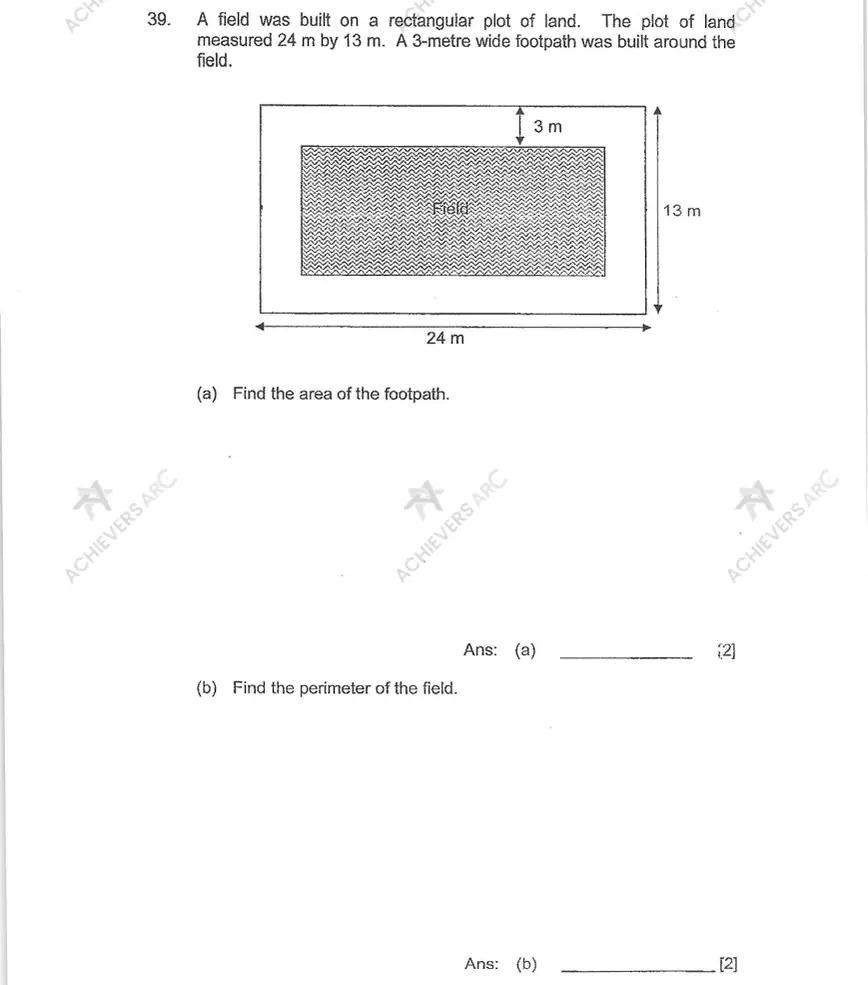 39. A field was built on a rectangular plot of land. The plot of land
measured 24 m by 13 m. A 3-metre wide footpath was built around the
field.
3 m
Field
13 m
24 m
(a) Find the area of the footpath.
ACHIEVERS ARC
ACHIEVERS ARC
ACHIEVERS ARC
Ans: (a) ____________ [2]
(b) Find the perimeter of the field.
Ans: (b) ____________ [2]